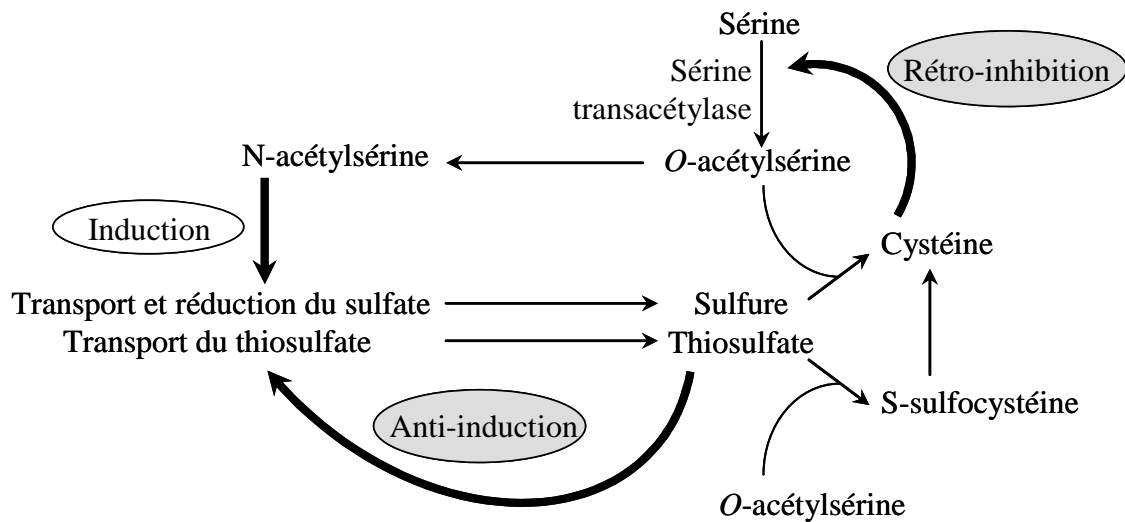 Sérine
Rétro-inhibition
Sérine
transacétylase
N-acétylsérine
O-acétylsérine
Induction
Cystéine
Transport et réduction du sulfate
Sulfure
Transport du thiosulfate
Thiosulfate
S-sulfocystéine
Anti-induction
O-acétylsérine